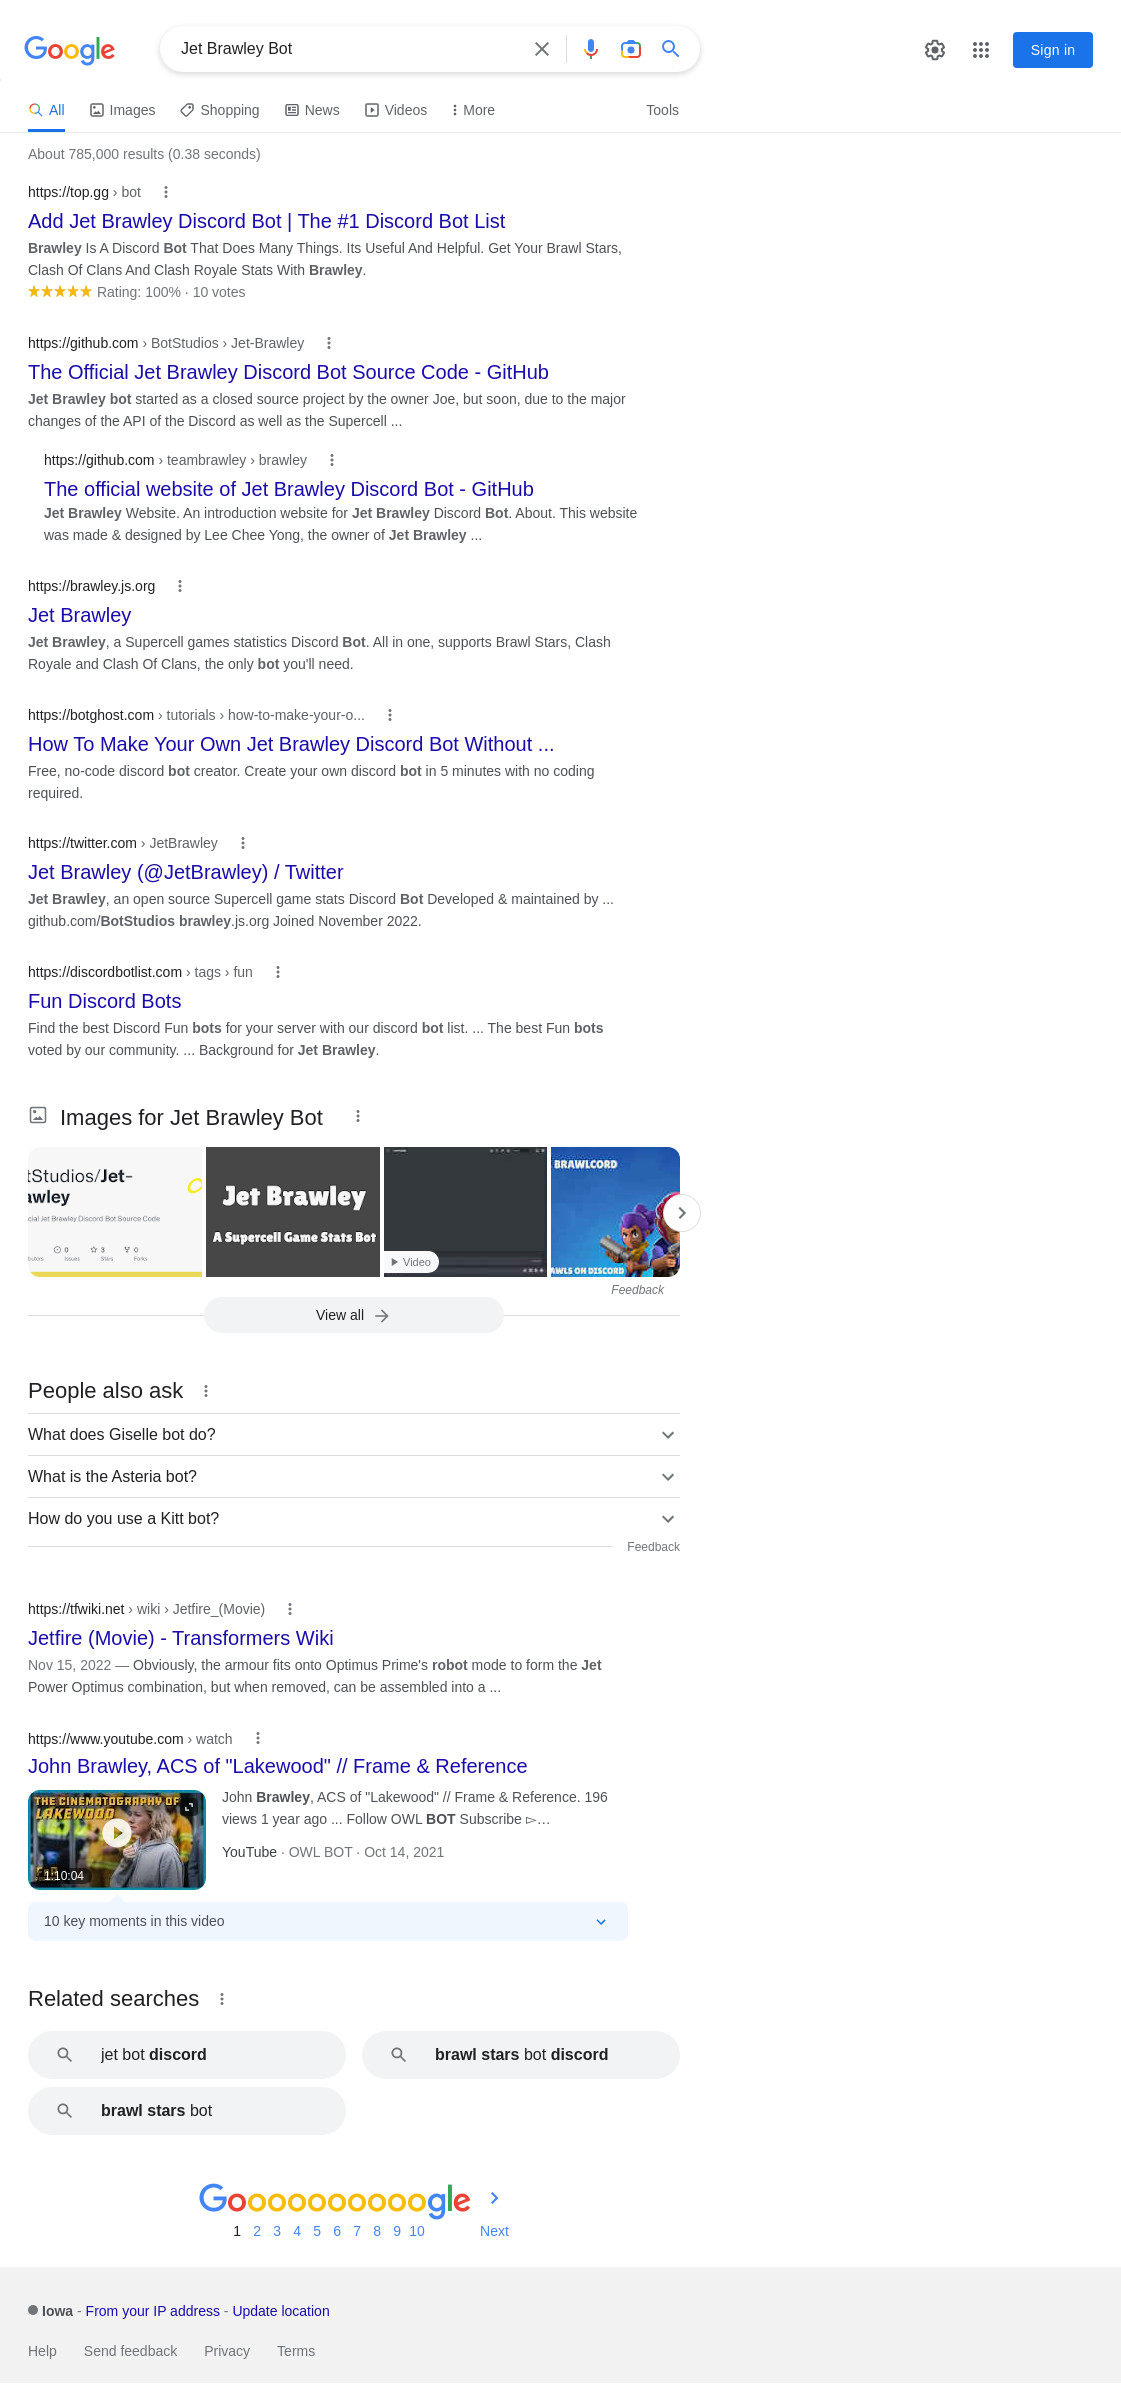 Google
Jet Brawley Bot
Sign in
All Images Shopping News Videos More Tools
About 785,000 results (0.38 seconds)
https://top.gg › bot
Add Jet Brawley Discord Bot | The #1 Discord Bot List
Brawley Is A Discord Bot That Does Many Things. Its Useful And Helpful. Get Your Brawl Stars,
Clash Of Clans And Clash Royale Stats With Brawley.
Rating: 100% · 10 votes
https://github.com › BotStudios › Jet-Brawley
The Official Jet Brawley Discord Bot Source Code - GitHub
Jet Brawley bot started as a closed source project by the owner Joe, but soon, due to the major
changes of the API of the Discord as well as the Supercell ...
https://github.com › teambrawley › brawley
The official website of Jet Brawley Discord Bot - GitHub
Jet Brawley Website. An introduction website for Jet Brawley Discord Bot. About. This website
was made & designed by Lee Chee Yong, the owner of Jet Brawley ...
https://brawley.js.org
Jet Brawley
Jet Brawley, a Supercell games statistics Discord Bot. All in one, supports Brawl Stars, Clash
Royale and Clash Of Clans, the only bot you'll need.
https://botghost.com › tutorials › how-to-make-your-o...
How To Make Your Own Jet Brawley Discord Bot Without ...
Free, no-code discord bot creator. Create your own discord bot in 5 minutes with no coding
required.
https://twitter.com › JetBrawley
Jet Brawley (@JetBrawley) / Twitter
Jet Brawley, an open source Supercell game stats Discord Bot Developed & maintained by ...
github.com/BotStudios brawley.js.org Joined November 2022.
https://discordbotlist.com › tags › fun
Fun Discord Bots
Find the best Discord Fun bots for your server with our discord bot list. ... The best Fun bots
voted by our community. ... Background for Jet Brawley.
Images for Jet Brawley Bot
tStudios/Jet-
awley
cial Jet Brawley Discord Bot Source Code
0 3 0
butors Issues Stars Forks
Jet Brawley
A Supercell Game Stats Bot
Video
BRAWLCORD
AWLS ON DISCORD
Feedback
View all
People also ask
What does Giselle bot do?
What is the Asteria bot?
How do you use a Kitt bot?
Feedback
https://tfwiki.net › wiki › Jetfire_(Movie)
Jetfire (Movie) - Transformers Wiki
Nov 15, 2022 — Obviously, the armour fits onto Optimus Prime's robot mode to form the Jet
Power Optimus combination, but when removed, can be assembled into a ...
https://www.youtube.com › watch
John Brawley, ACS of "Lakewood" // Frame & Reference
THE CINEMATOGRAPHY OF
LAKEWOOD
1:10:04
John Brawley, ACS of "Lakewood" // Frame & Reference. 196
views 1 year ago ... Follow OWL BOT Subscribe ▻…
YouTube · OWL BOT · Oct 14, 2021
10 key moments in this video
Related searches
jet bot discord
brawl stars bot discord
brawl stars bot
Goooooooooogle
1 2 3 4 5 6 7 8 9 10 Next
Iowa - From your IP address - Update location
Help Send feedback Privacy Terms